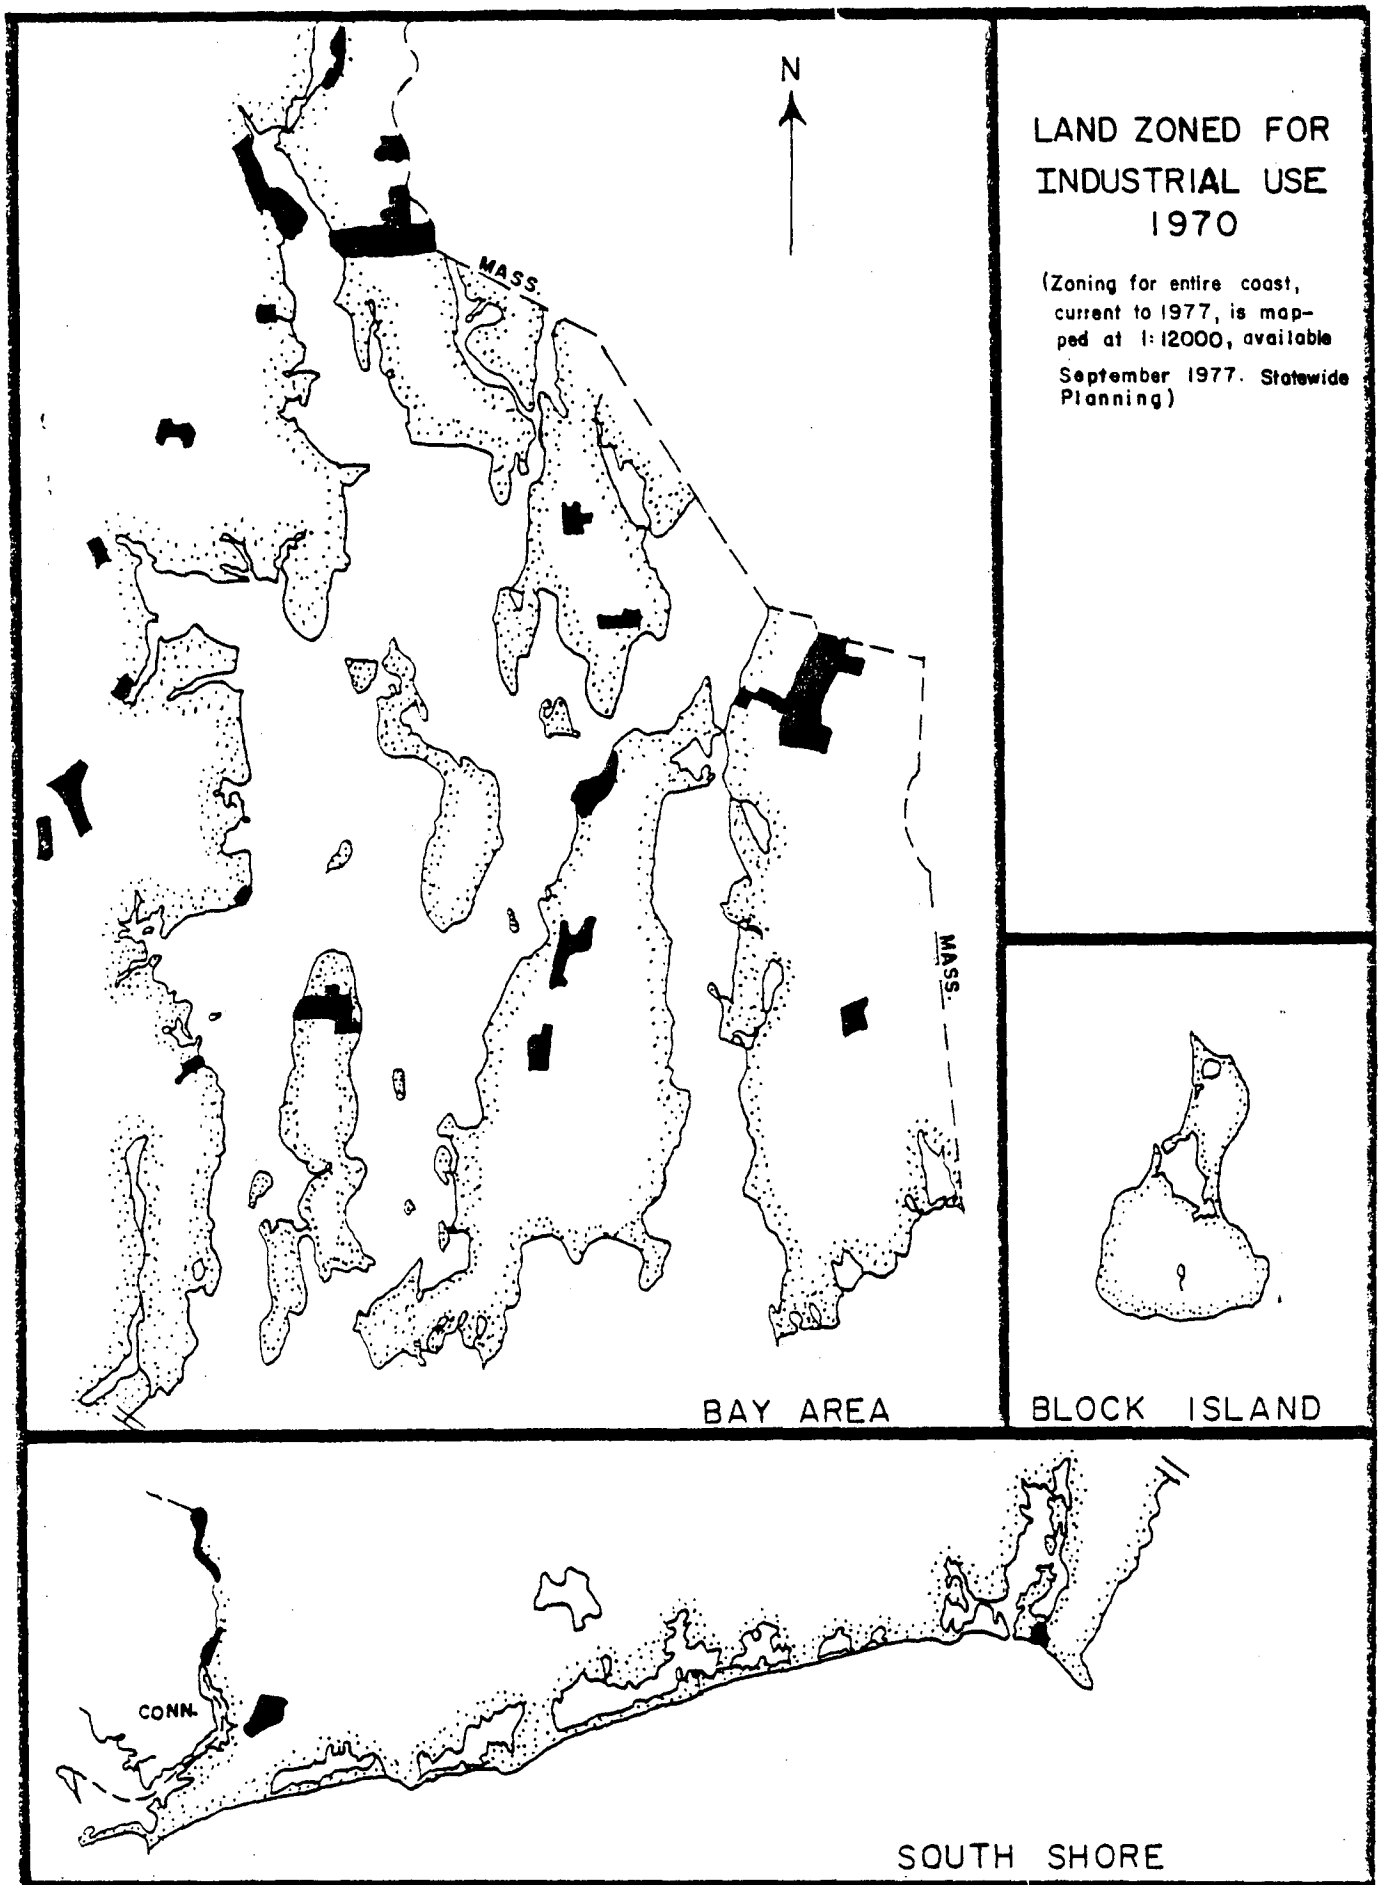 N
LAND ZONED FOR
INDUSTRIAL USE
1970
(Zoning for entire coast,
current to 1977, is map-
ped at 1:12000, available
September 1977. Statewide
Planning)
MASS.
MASS.
BAY AREA
BLOCK ISLAND
CONN.
SOUTH SHORE